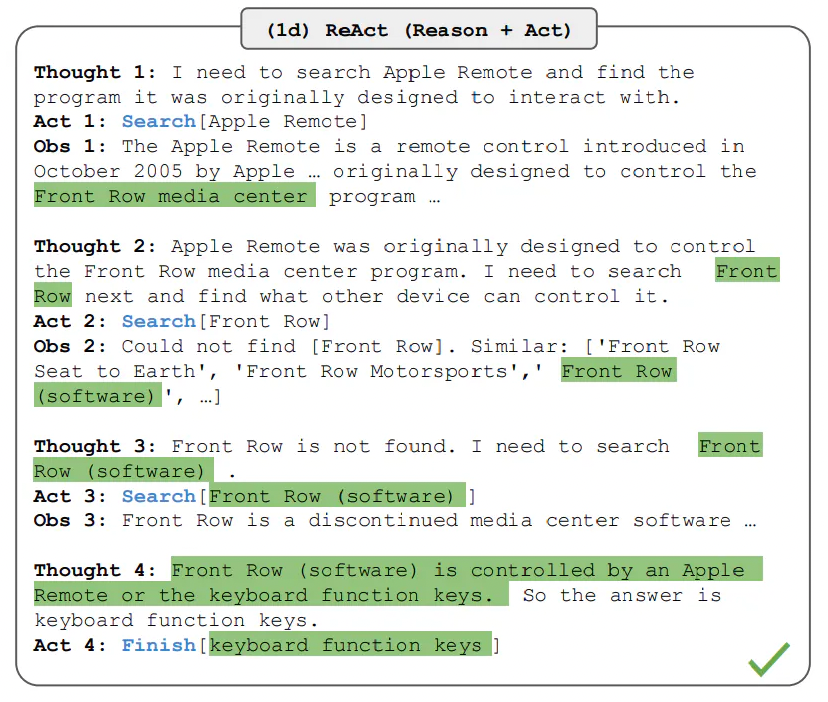 (1d) ReAct (Reason + Act)
Thought 1: I need to search Apple Remote and find the
program it was originally designed to interact with.
Act 1: Search[Apple Remote]
Obs 1: The Apple Remote is a remote control introduced in
October 2005 by Apple … originally designed to control the
Front Row media center program …
Thought 2: Apple Remote was originally designed to control
the Front Row media center program. I need to search Front
Row next and find what other device can control it.
Act 2: Search[Front Row]
Obs 2: Could not find [Front Row]. Similar: ['Front Row
Seat to Earth', 'Front Row Motorsports',' Front Row
(software)', …]
Thought 3: Front Row is not found. I need to search Front
Row (software) .
Act 3: Search[Front Row (software) ]
Obs 3: Front Row is a discontinued media center software …
Thought 4: Front Row (software) is controlled by an Apple
Remote or the keyboard function keys. So the answer is
keyboard function keys.
Act 4: Finish[keyboard function keys ]